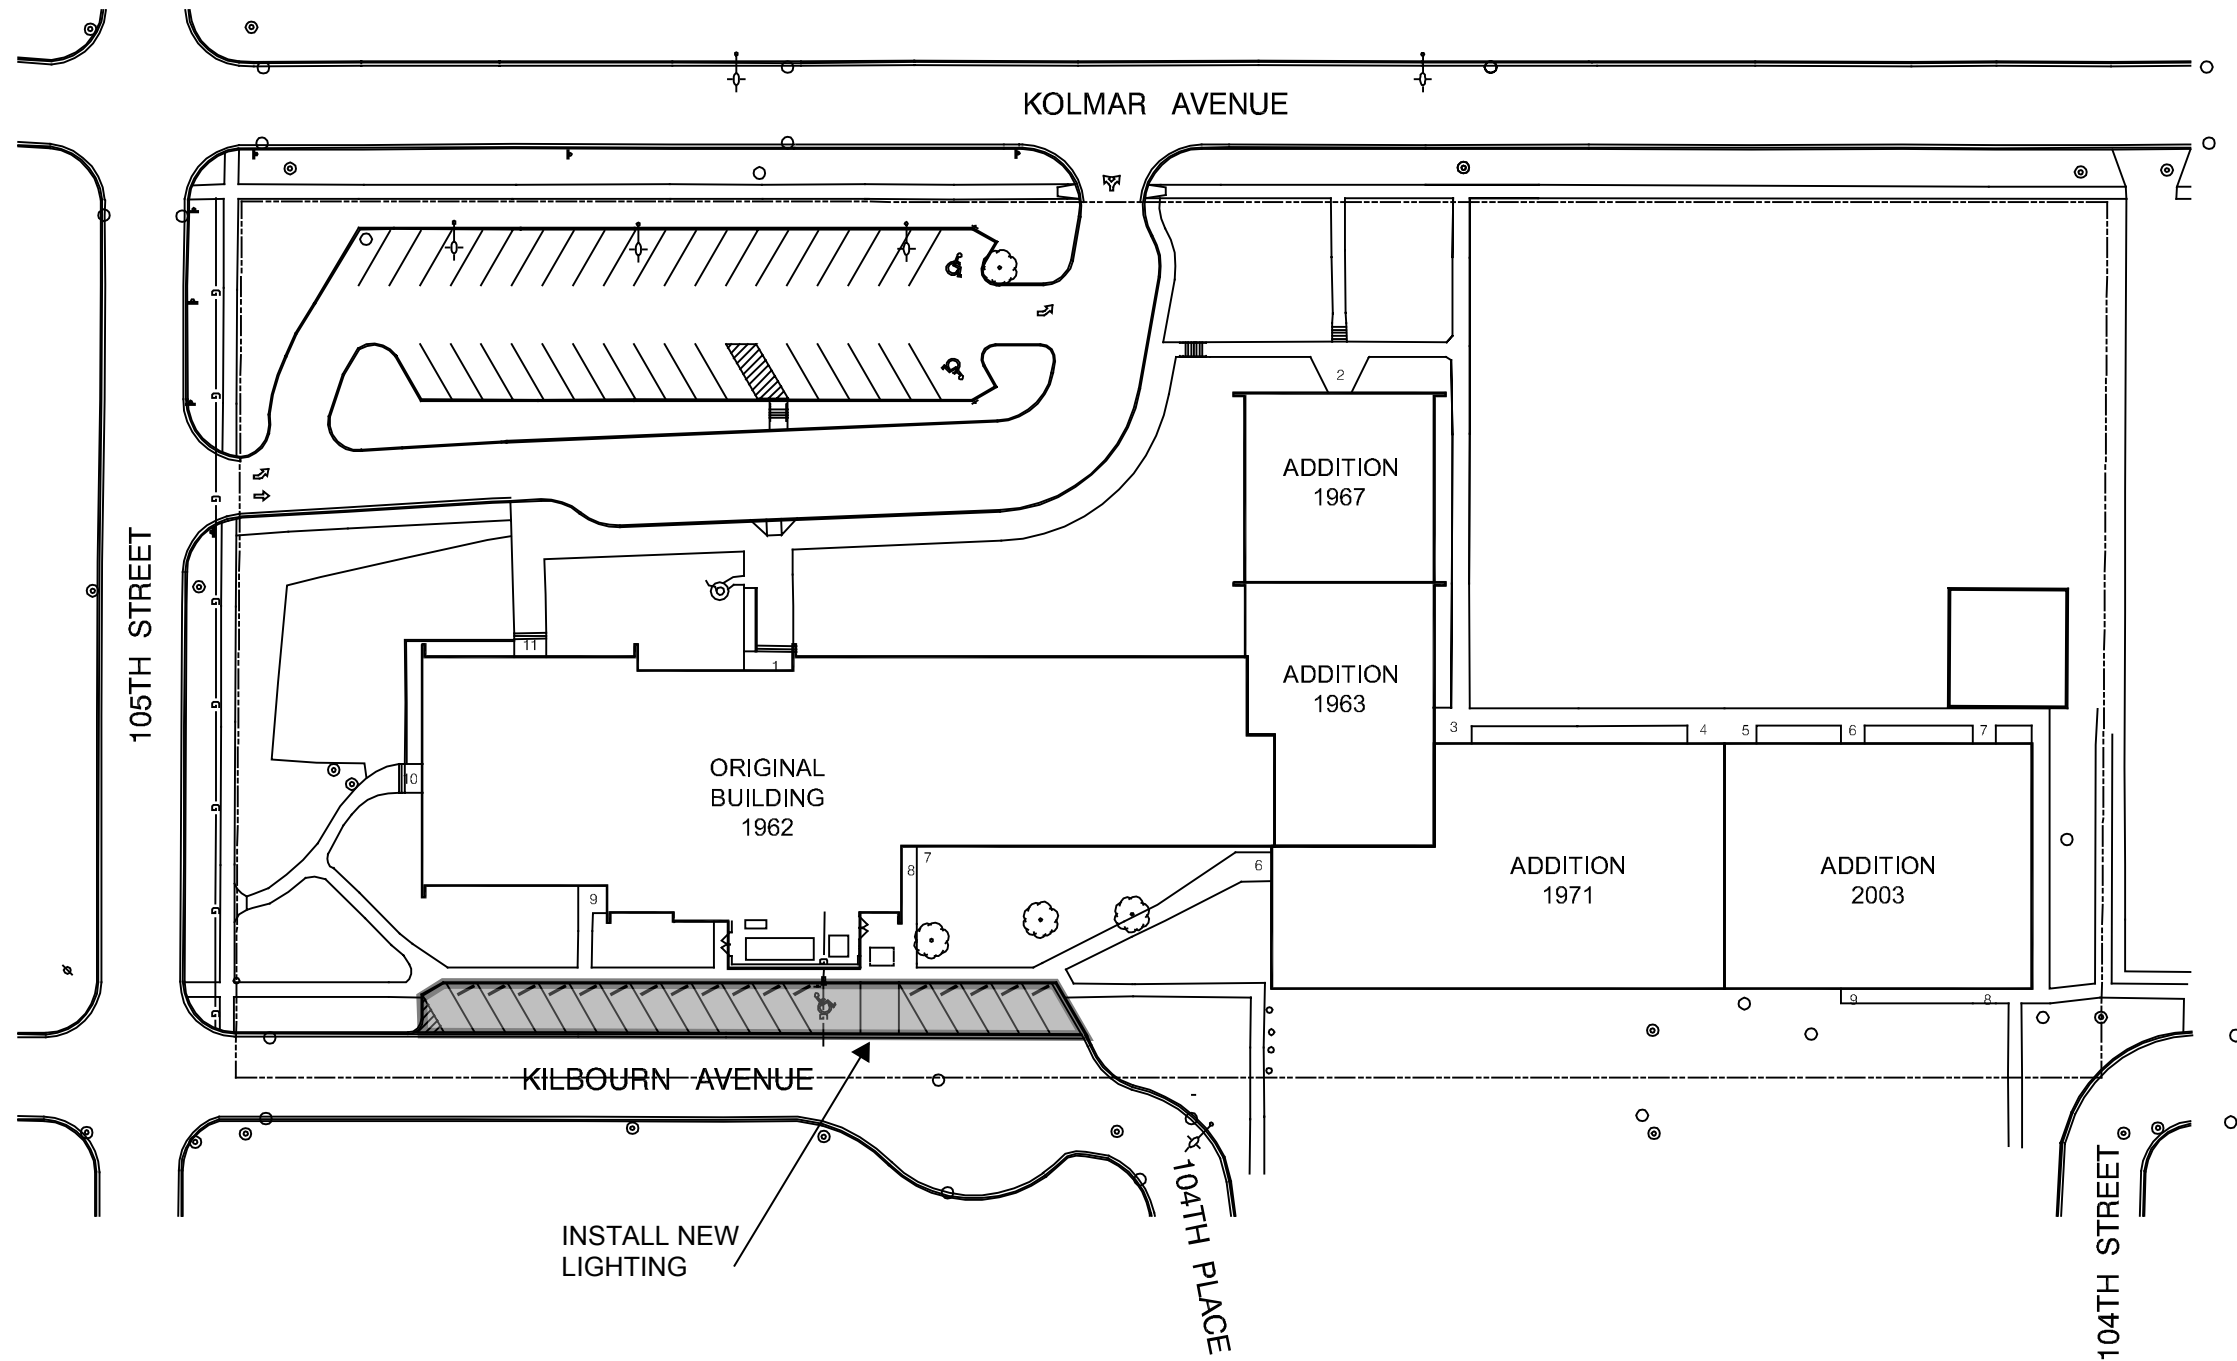 KOLMAR AVENUE
2
ADDITION
1967
105TH STREET
11
1
ADDITION
1963
3
4
5
6
7
10
ORIGINAL
BUILDING
1962
7
8
6
9
ADDITION
1971
ADDITION
2003
9
8
G
G
G
G
G
G
G
G
G
G
KILBOURN AVENUE
INSTALL NEW
LIGHTING
104TH PLACE
104TH STREET